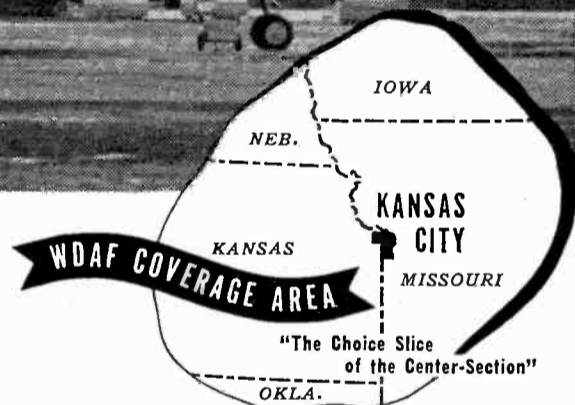 IOWA
NEB.
KANSAS
CITY
KANSAS
WDAF COVERAGE AREA
MISSOURI
"The Choice Slice
of the Center-Section"
OKLA.